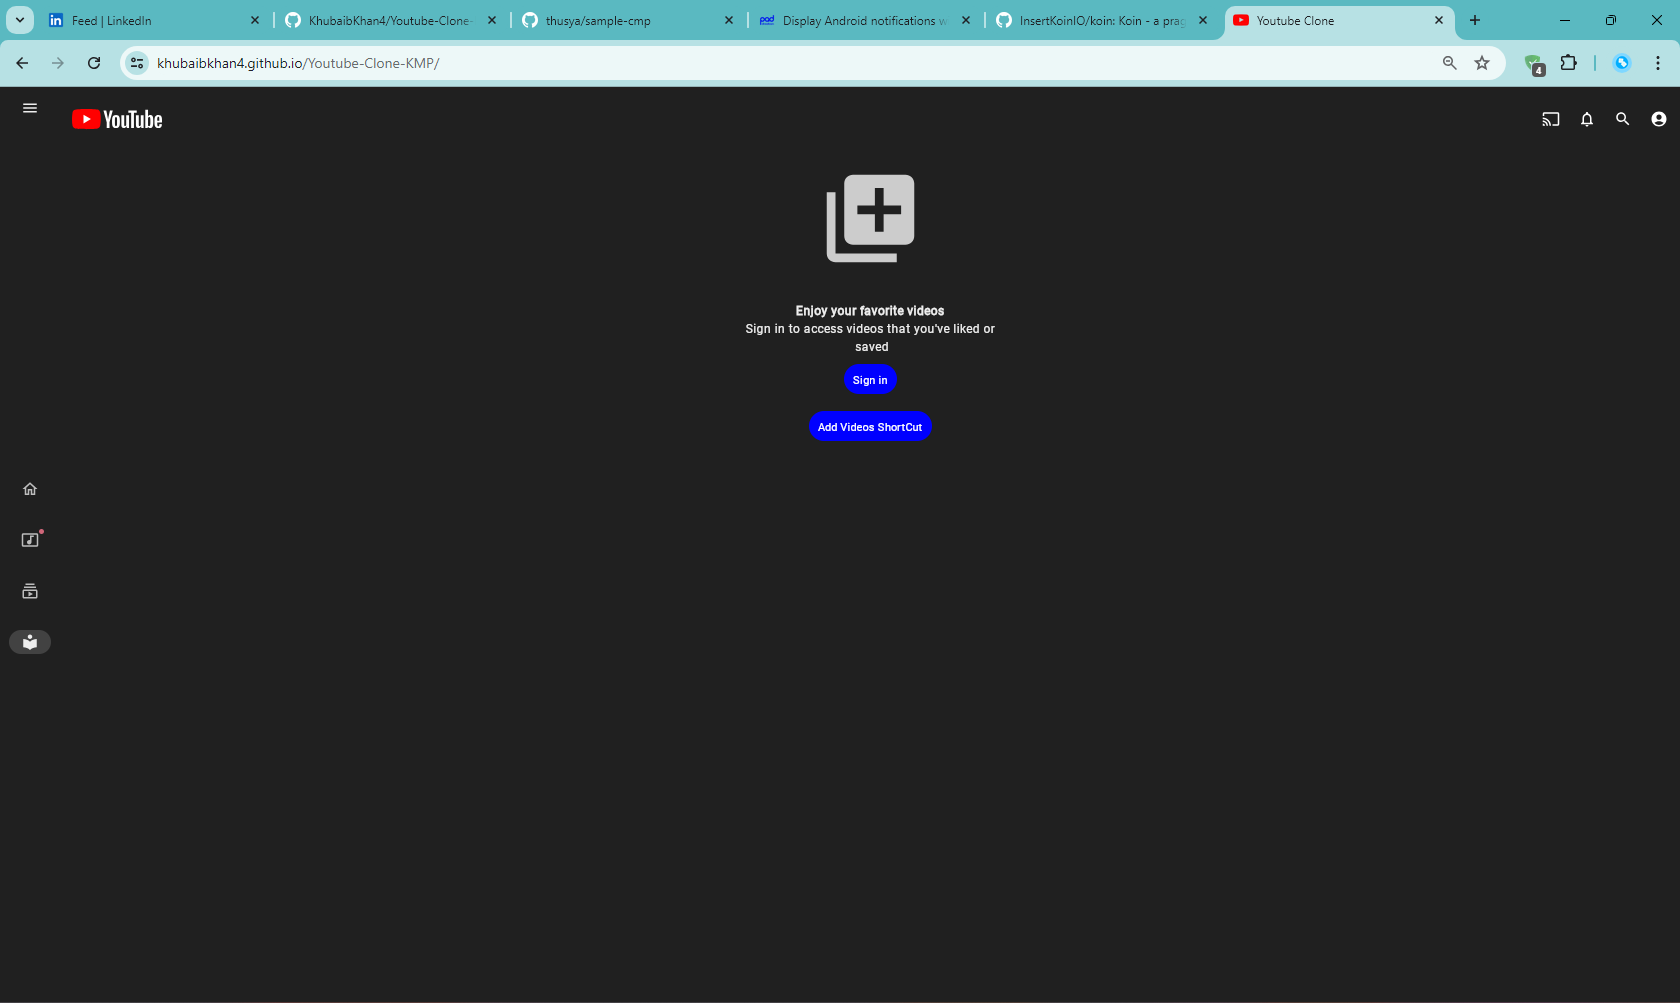 Feed | LinkedIn
KhubaibKhan4/Youtube-Clone-
thusya/sample-cmp
Display Android notifications w
InsertKoinIO/koin: Koin - a prag
Youtube Clone
khubaibkhan4.github.io/Youtube-Clone-KMP/
4
YouTube
Enjoy your favorite videos
Sign in to access videos that you've liked or
saved
Sign in
Add Videos ShortCut